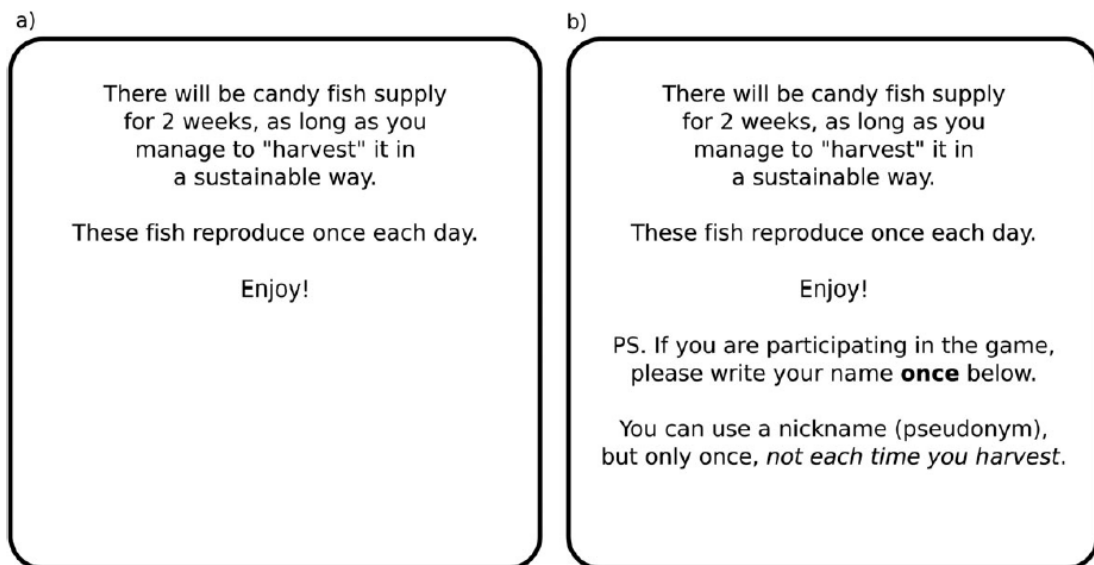 a)
There will be candy fish supply
for 2 weeks, as long as you
manage to "harvest" it in
a sustainable way.
These fish reproduce once each day.
Enjoy!
b)
There will be candy fish supply
for 2 weeks, as long as you
manage to "harvest" it in
a sustainable way.
These fish reproduce once each day.
Enjoy!
PS. If you are participating in the game,
please write your name once below.
You can use a nickname (pseudonym),
but only once, not each time you harvest.